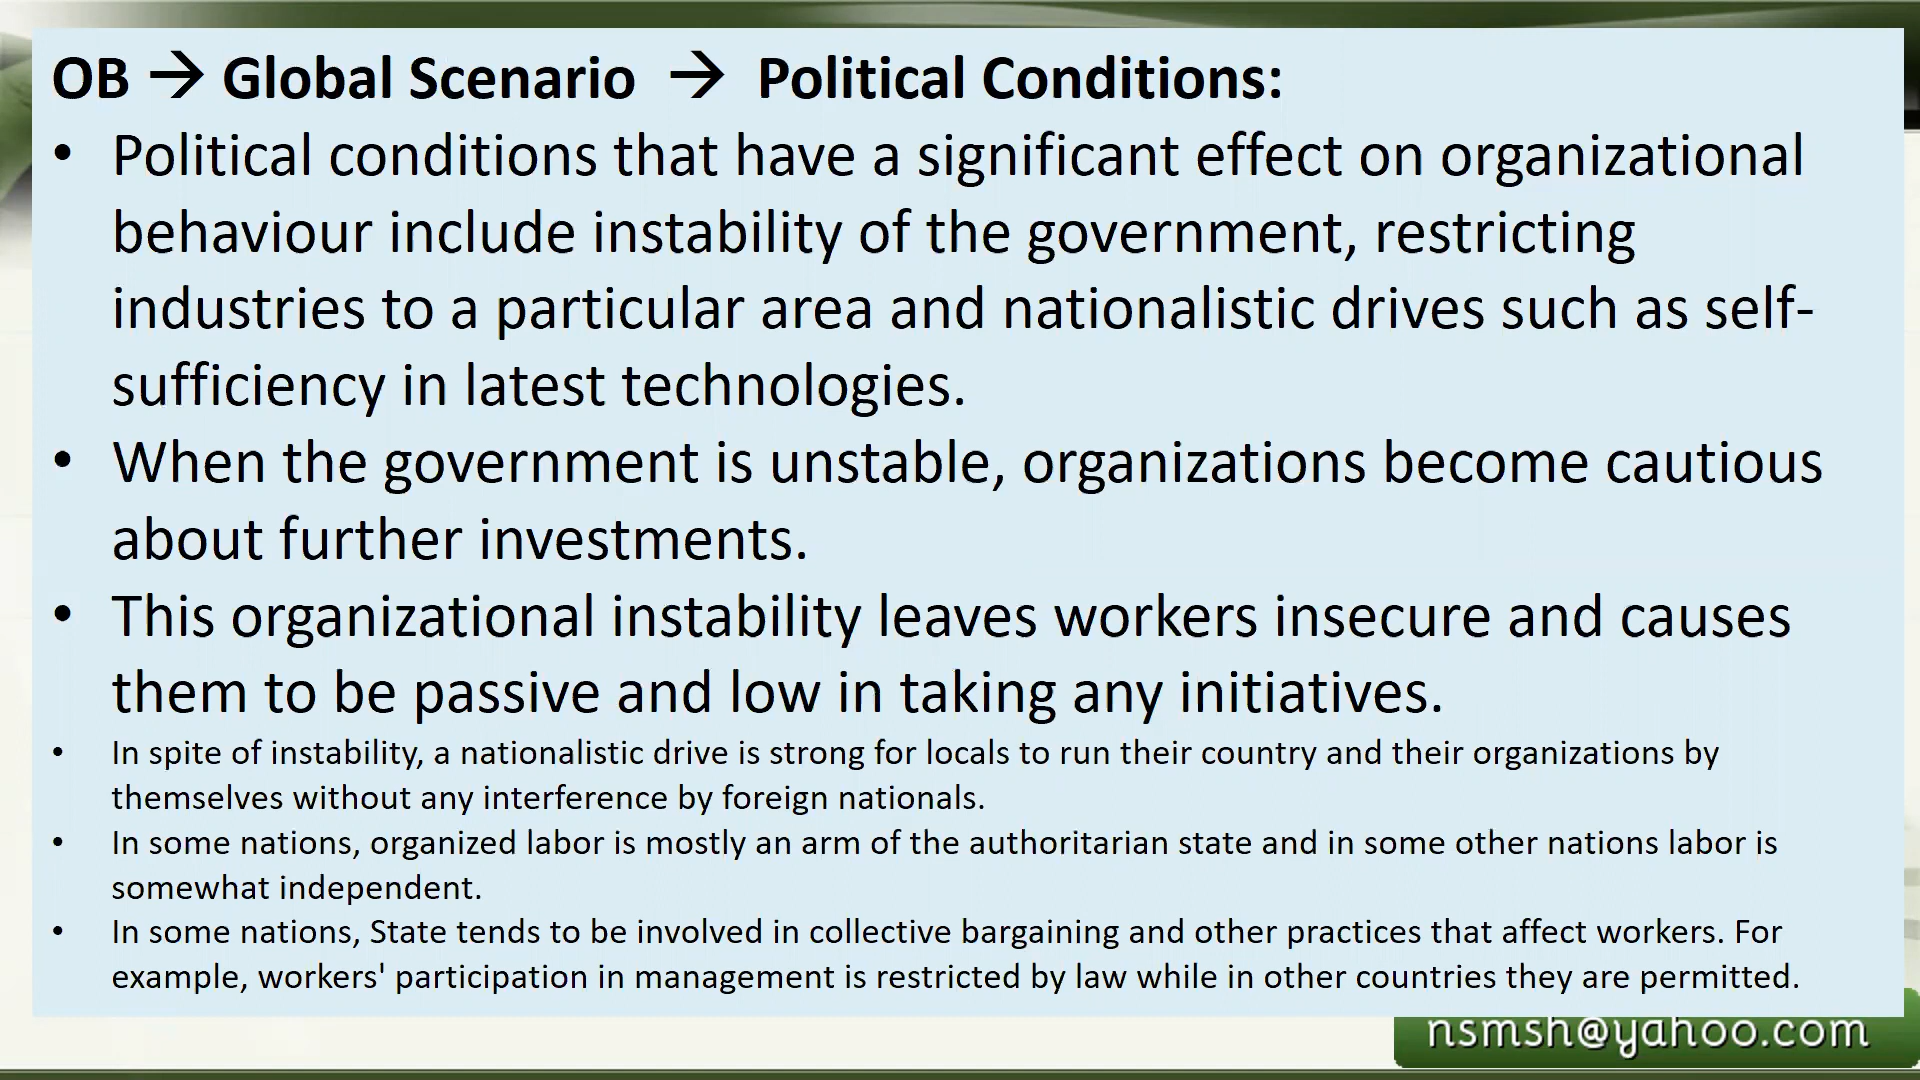 OB → Global Scenario → Political Conditions:
• Political conditions that have a significant effect on organizational
behaviour include instability of the government, restricting
industries to a particular area and nationalistic drives such as self-
sufficiency in latest technologies.
• When the government is unstable, organizations become cautious
about further investments.
• This organizational instability leaves workers insecure and causes
them to be passive and low in taking any initiatives.
• In spite of instability, a nationalistic drive is strong for locals to run their country and their organizations by
themselves without any interference by foreign nationals.
• In some nations, organized labor is mostly an arm of the authoritarian state and in some other nations labor is
somewhat independent.
• In some nations, State tends to be involved in collective bargaining and other practices that affect workers. For
example, workers' participation in management is restricted by law while in other countries they are permitted.
nsmsh@yahoo.com